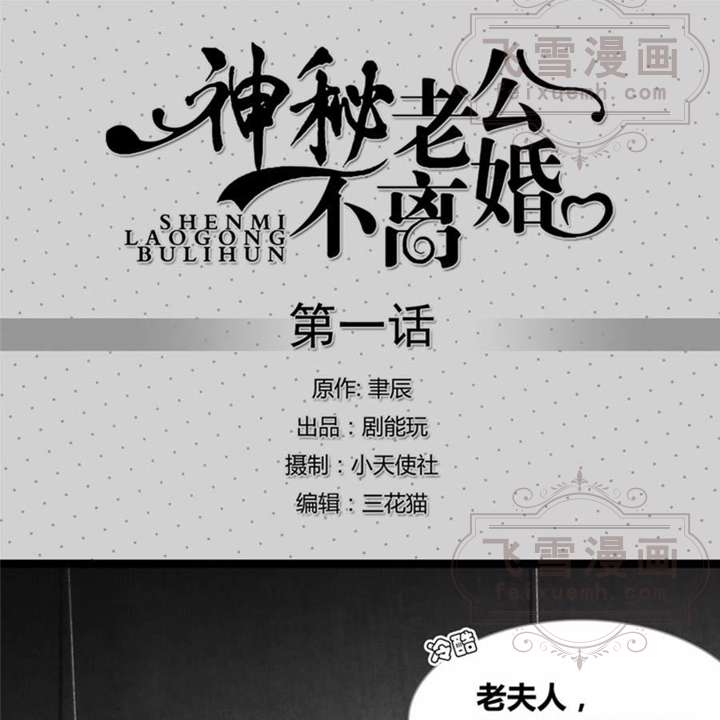 飞雪漫画
feixuemh.com
神秘老公
不离婚
SHENMI
LAOGONG
BULIHUN
第一话
原作: 聿辰
出品：剧能玩
摄制：小天使社
编辑：三花猫
飞雪漫画
feixuemh.com
冷酷
老夫人，